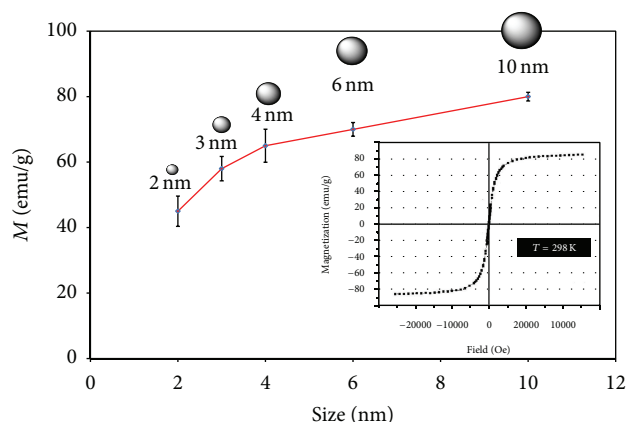 100
80
60
40
20
0
M (emu/g)
2 nm
3 nm
4 nm
6 nm
10 nm
0 2 4 6 8 10 12
Size (nm)
80
60
40
20
0
−20
−40
−60
−80
Magnetization (emu/g)
T = 298 K
−20000 −10000 0 20000 10000
Field (Oe)